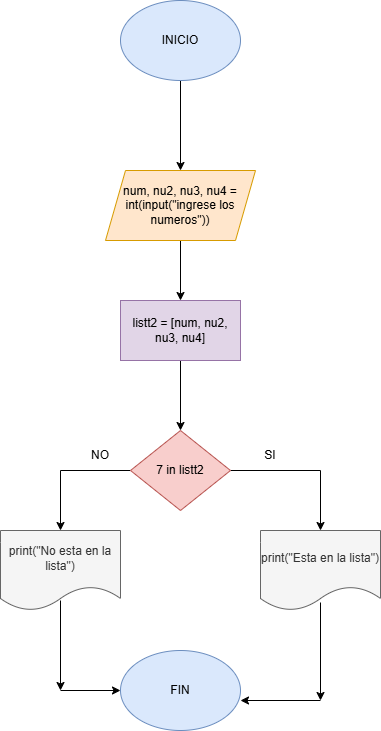 INICIO
num, nu2, nu3, nu4 =
int(input("ingrese los
numeros"))
listt2 = [num, nu2,
nu3, nu4]
7 in listt2
NO
SI
print("No esta en la
lista")
print("Esta en la lista")
FIN